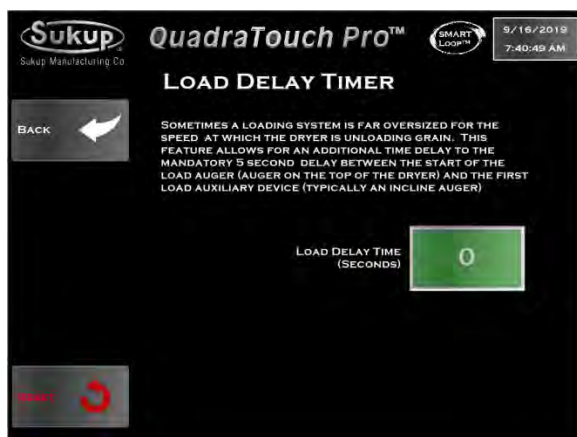 Sukup
Sukup Manufacturing Co
QuadraTouch Pro™
SMART
LOOP™
9/16/2019
7:40:49 AM
LOAD DELAY TIMER
BACK
SOMETIMES A LOADING SYSTEM IS FAR OVERSIZED FOR THE
SPEED AT WHICH THE DRYER IS UNLOADING GRAIN. THIS
FEATURE ALLOWS FOR AN ADDITIONAL TIME DELAY TO THE
MANDATORY 5 SECOND DELAY BETWEEN THE START OF THE
LOAD AUGER (AUGER ON THE TOP OF THE DRYER) AND THE FIRST
LOAD AUXILIARY DEVICE (TYPICALLY AN INCLINE AUGER)
LOAD DELAY TIME
(SECONDS)
0
RESET